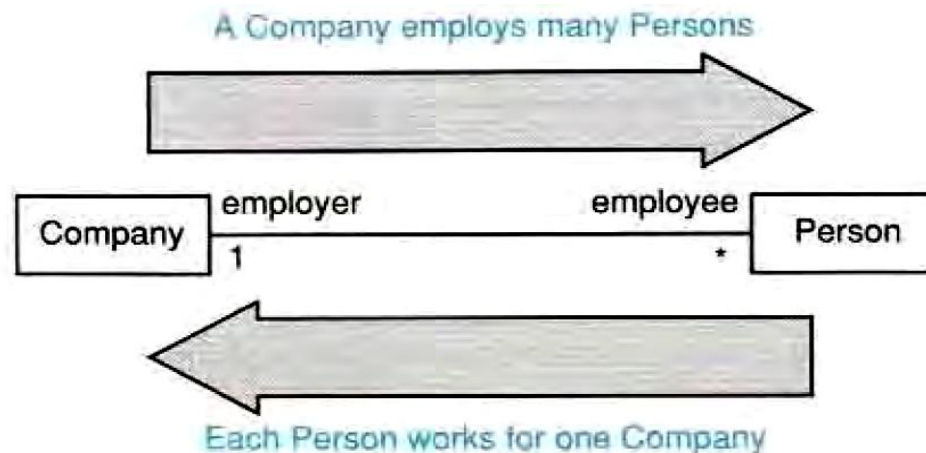 A Company employs many Persons
employer employee
Company Person
1 *
Each Person works for one Company